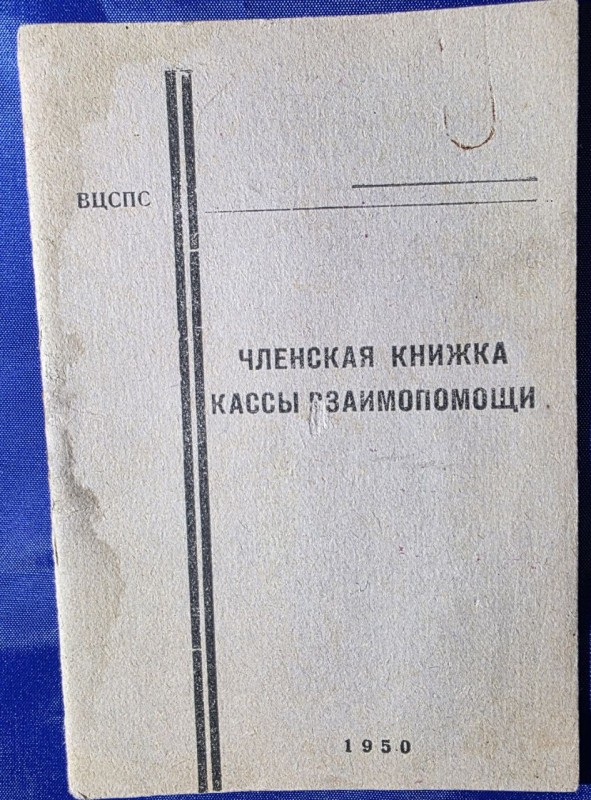 ВЦСПС
ЧЛЕНСКАЯ КНИЖКА
КАССЫ ВЗАИМОПОМОЩИ
1950